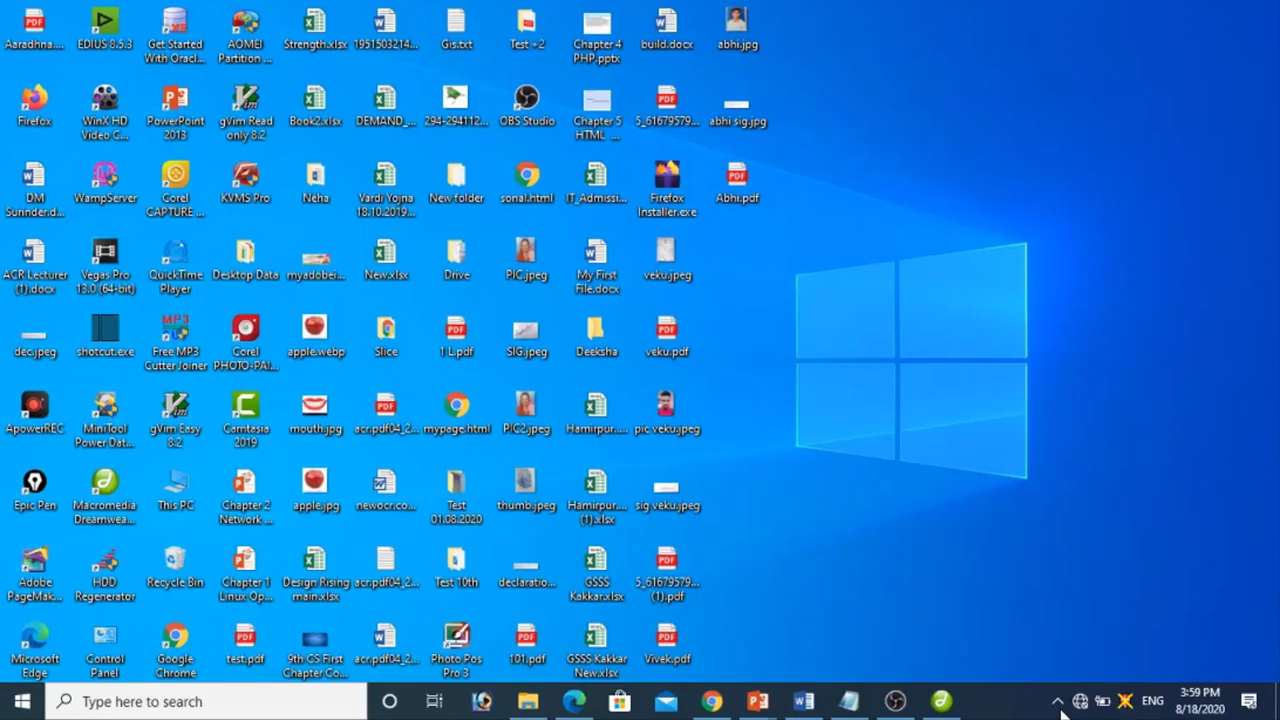 Aaradhna....
EDIUS 8.5.3
Get Started
With Oracl...
AOMEI
Partition ...
Strength.xlsx
1951503214...
Gis.txt
Test +2
Chapter 4
PHP.pptx
build.docx
abhi.jpg
Firefox
WinX HD
Video C...
PowerPoint
2013
gVim Read
only 8.2
Book2.xlsx
DEMAND_...
294-294112...
OBS Studio
Chapter 5
HTML ...
5_61679579...
abhi sig.jpg
DM
Surinder.d...
WampServer
Corel
CAPTURE ...
KVMS Pro
Neha
Vardi Yojna
18.10.2019...
New folder
sonal.html
IT_Admissi...
Firefox
Installer.exe
Abhi.pdf
ACR Lecturer
(1).docx
Vegas Pro
13.0 (64-bit)
QuickTime
Player
Desktop Data
myadobei...
New.xlsx
Drive
PIC.jpeg
My First
File.docx
veku.jpeg
dec.jpeg
shotcut.exe
Free MP3
Cutter Joiner
Corel
PHOTO-PA...
apple.webp
Slice
1 L.pdf
SIG.jpeg
Deeksha
veku.pdf
ApowerREC
MiniTool
Power Dat...
gVim Easy
8.2
Camtasia
2019
mouth.jpg
acr.pdf04_2...
mypage.html
PIC2.jpeg
Hamirpur....
pic veku.jpeg
Epic Pen
Macromedia
Dreamwea...
This PC
Chapter 2
Network ...
apple.jpg
newocr.co...
Test
01.08.2020
thumb.jpeg
Hamirpur....
(1).xlsx
sig veku.jpeg
Adobe
PageMak...
HDD
Regenerator
Recycle Bin
Chapter 1
Linux Op...
Design Rising
main.xlsx
acr.pdf04_2...
Test 10th
declaratio...
GSSS
Kakkar.xlsx
5_61679579...
(1).pdf
Microsoft
Edge
Control
Panel
Google
Chrome
test.pdf
9th CS First
Chapter Co...
acr.pdf04_2...
Photo Pos
Pro 3
101.pdf
GSSS Kakkar
New.xlsx
Vivek.pdf
Type here to search
ENG
3:59 PM
8/18/2020